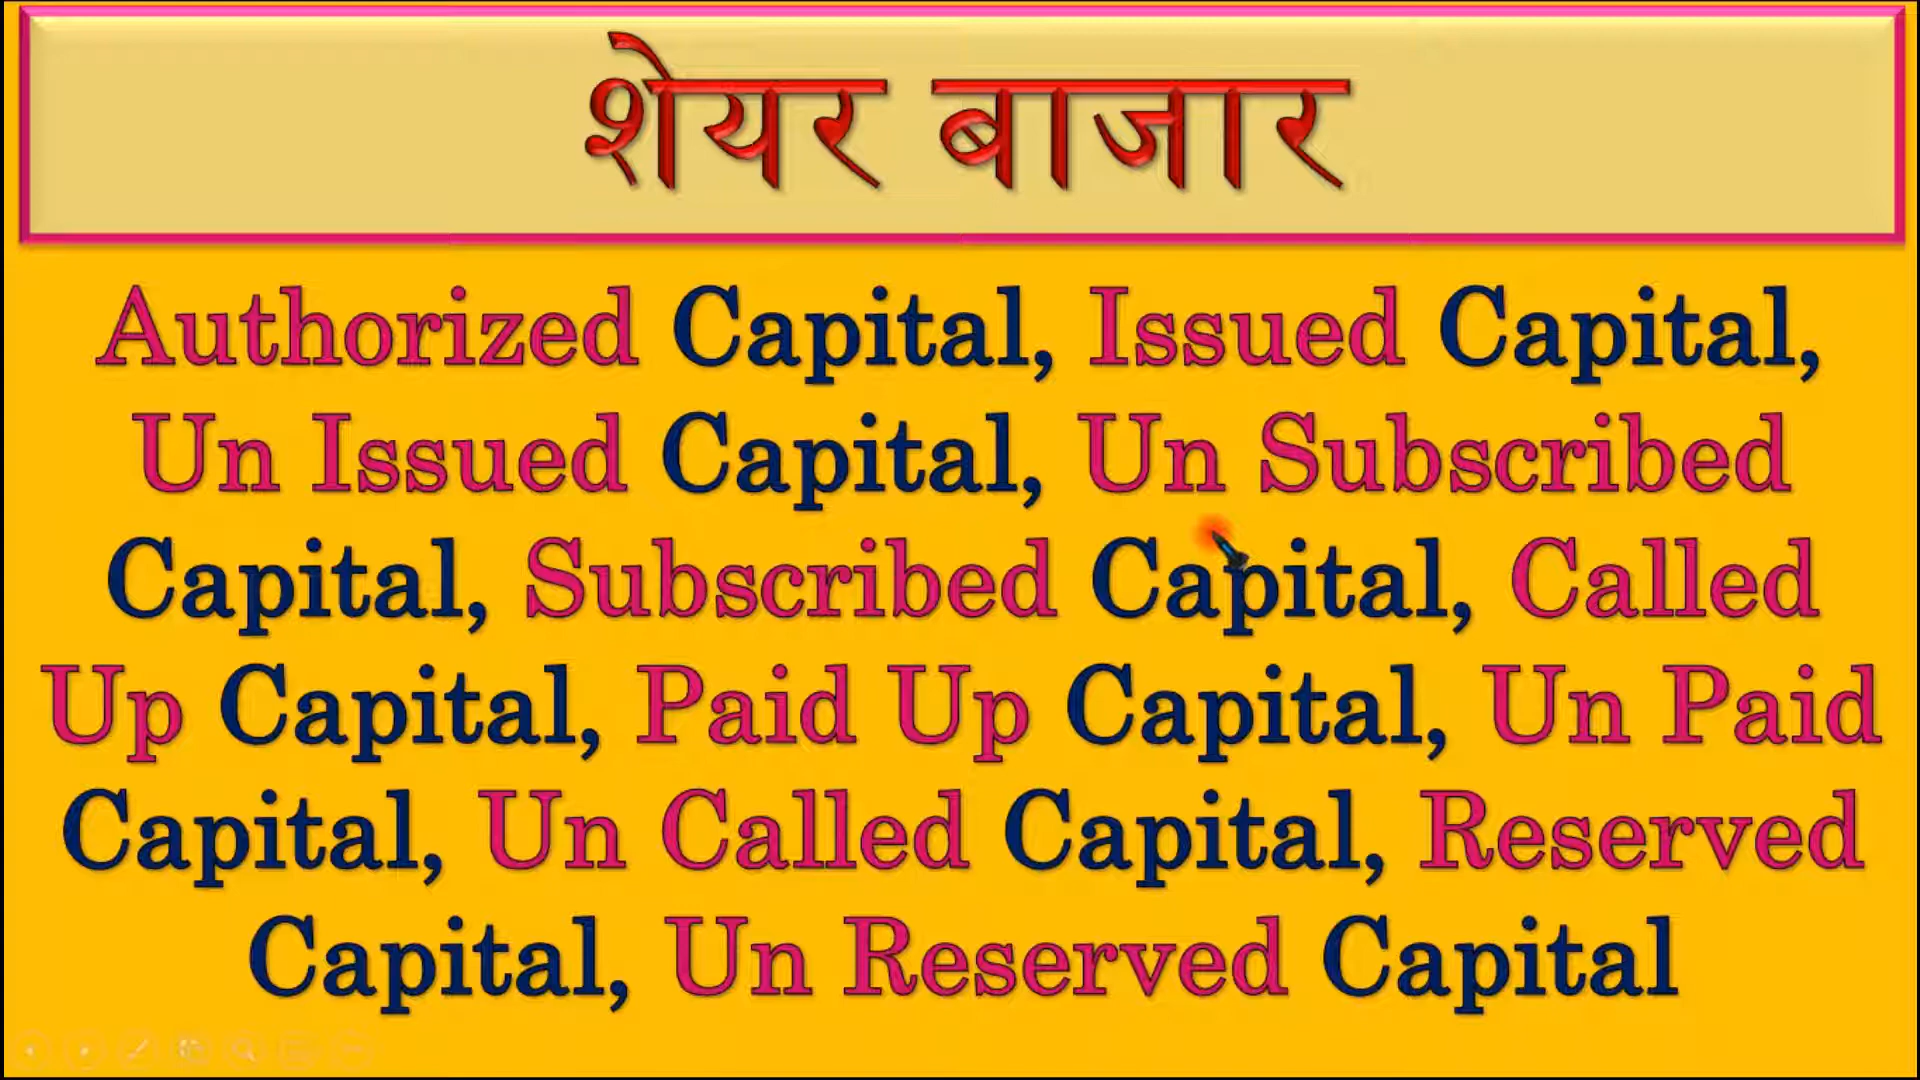 शेयर बाजार
Authorized Capital, Issued Capital,
Un Issued Capital, Un Subscribed
Capital, Subscribed Capital, Called
Up Capital, Paid Up Capital, Un Paid
Capital, Un Called Capital, Reserved
Capital, Un Reserved Capital